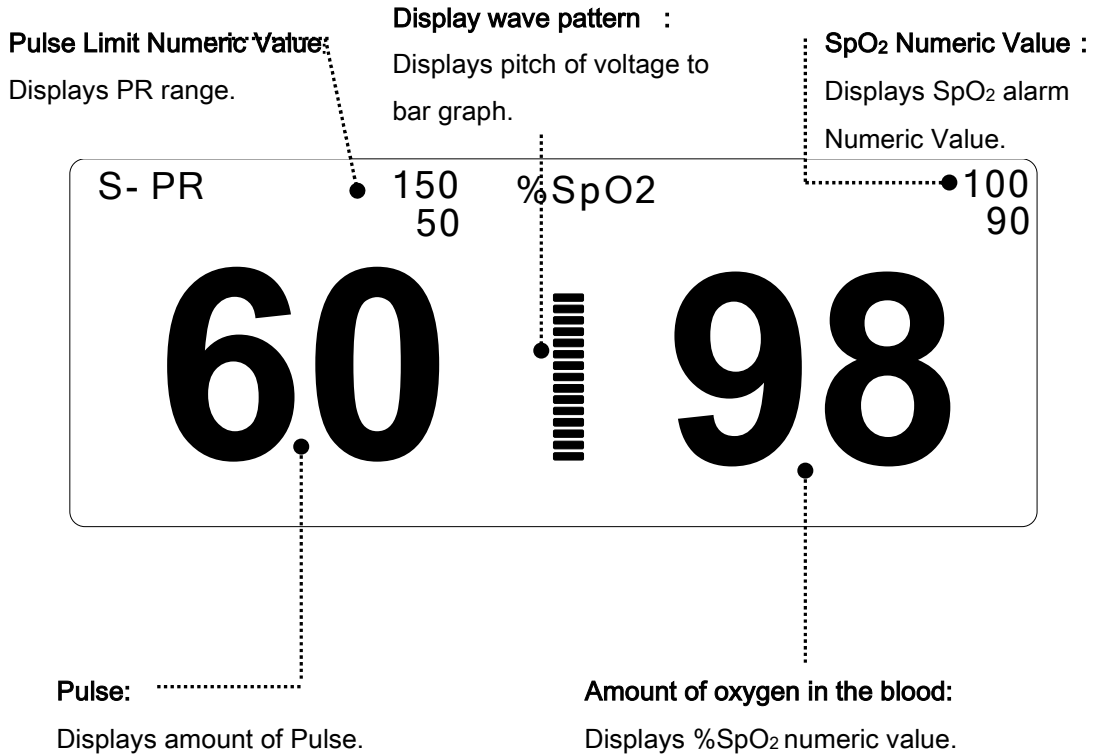 Display wave pattern :
Pulse Limit Numeric Value:
SpO₂ Numeric Value :
Displays pitch of voltage to
Displays PR range.
Displays SpO₂ alarm
bar graph.
Numeric Value.
S- PR
150
%SpO2
100
50
90
60
98
Pulse:
Amount of oxygen in the blood:
Displays amount of Pulse.
Displays %SpO₂ numeric value.